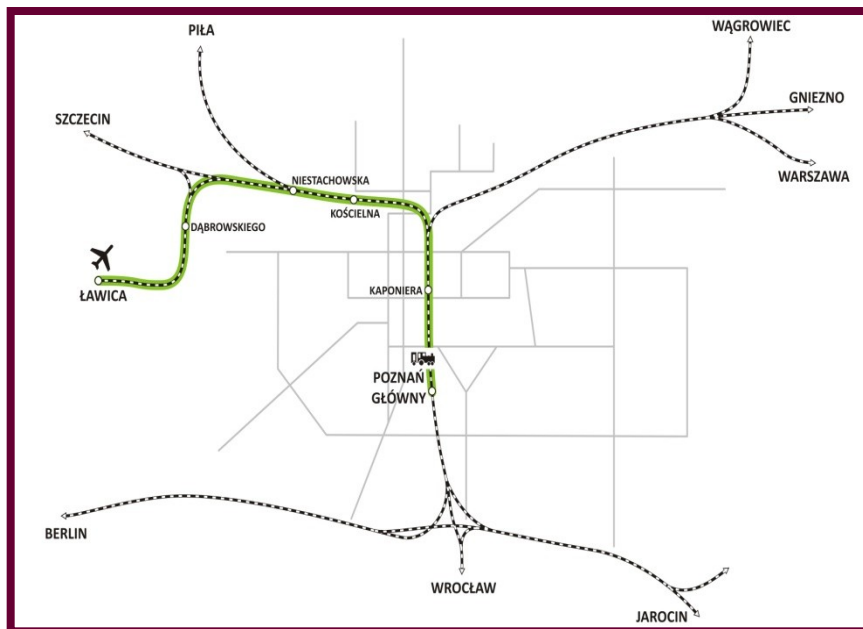 PIŁA
WĄGROWIEC
GNIEZNO
SZCZECIN
WARSZAWA
NIESTACHOWSKA
KOŚCIELNA
DĄBROWSKIEGO
ŁAWICA
KAPONIERA
POZNAŃ
GŁÓWNY
BERLIN
WROCŁAW
JAROCIN